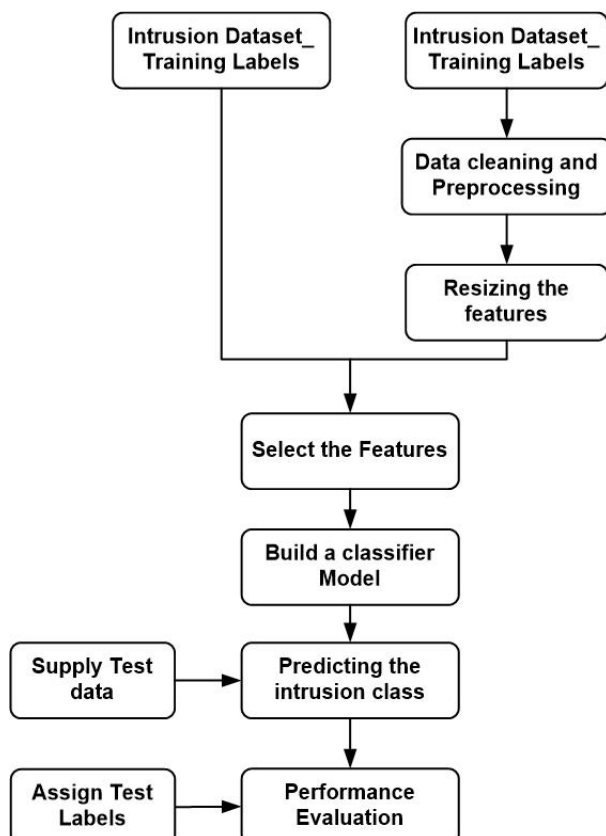 Intrusion Dataset_
Training Labels
Intrusion Dataset_
Training Labels
Data cleaning and
Preprocessing
Resizing the
features
Select the Features
Build a classifier
Model
Supply Test
data
Predicting the
intrusion class
Assign Test
Labels
Performance
Evaluation